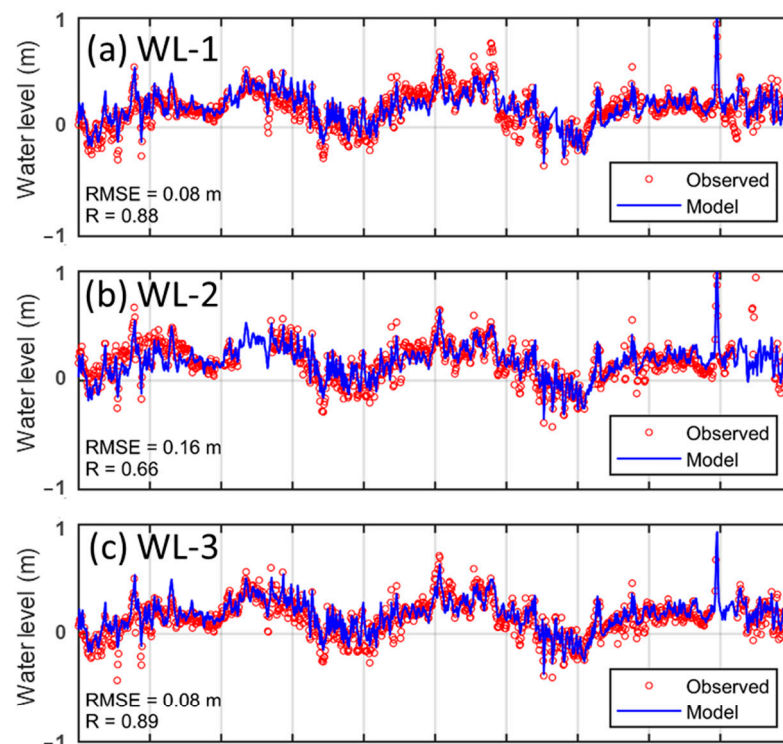 1
(a) WL-1
Water level (m)
0
RMSE = 0.08 m
R = 0.88
Observed
Model
−1
1
(b) WL-2
Water level (m)
0
RMSE = 0.16 m
R = 0.66
Observed
Model
−1
1
(c) WL-3
Water level (m)
0
RMSE = 0.08 m
R = 0.89
Observed
Model
−1